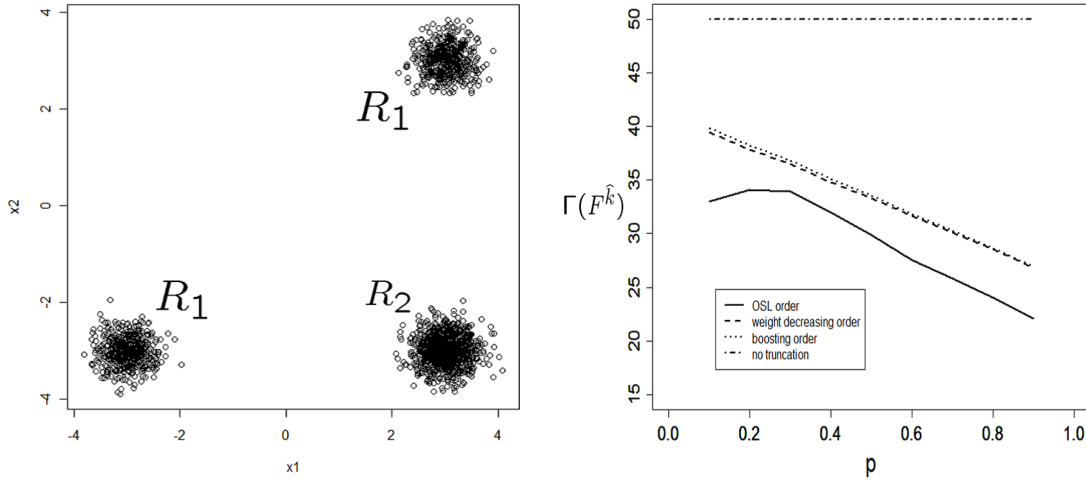 4
2
0
-2
-4
x2
R1
R1
R2
-4
-2
0
2
4
x1
50
45
40
35
30
25
20
15
Γ(F^k̂)
OSL order
weight decreasing order
boosting order
no truncation
0.0
0.2
0.4
0.6
0.8
1.0
p